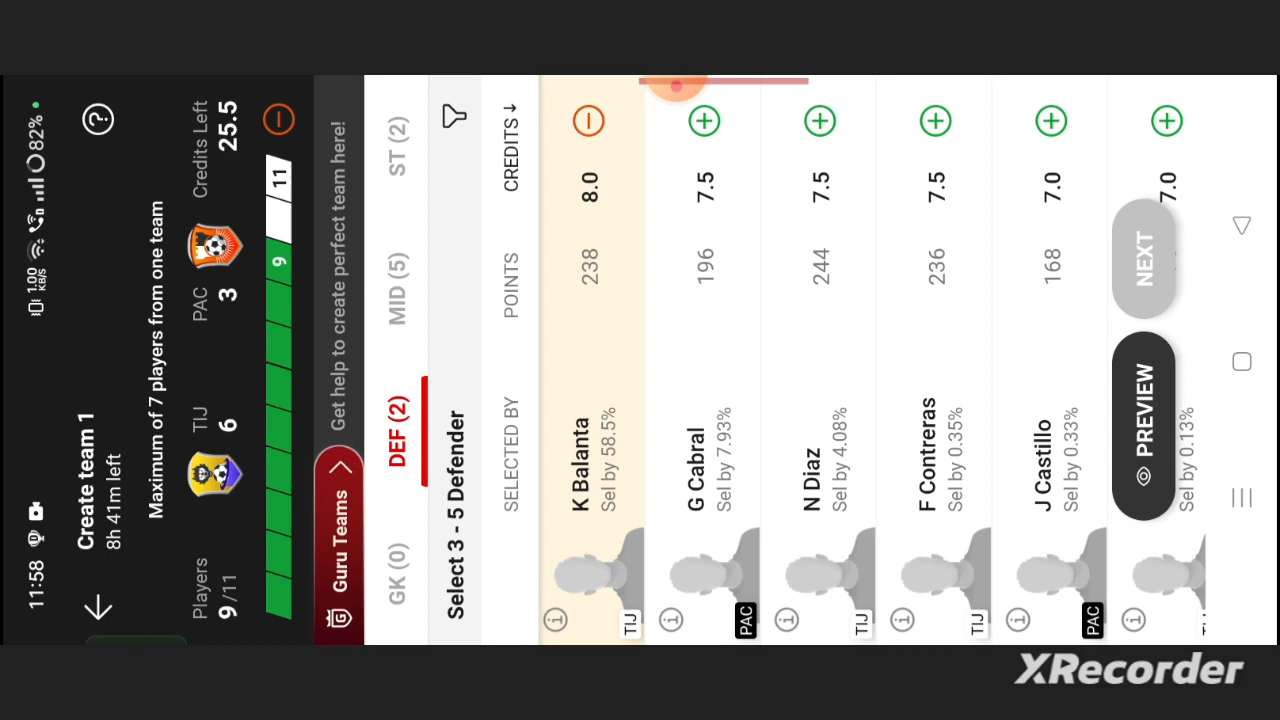 11:58
1.00 KB/S
82%
Create team 1
8h 41m left
?
Maximum of 7 players from one team
Players
9/11
TIJ
6
PAC
3
Credits Left
25.5
9
11
Guru Teams
Get help to create perfect team here!
GK (0)
DEF (2)
MID (5)
ST (2)
Select 3 - 5 Defender
SELECTED BY
POINTS
CREDITS ↓
K Balanta
Sel by 58.5%
238
8.0
TIJ
G Cabral
Sel by 7.93%
196
7.5
PAC
N Diaz
Sel by 4.08%
244
7.5
TIJ
F Contreras
Sel by 0.35%
236
7.5
TIJ
J Castillo
Sel by 0.33%
168
7.0
PAC
Sel by 0.13%
7.0
PREVIEW
NEXT
XRecorder